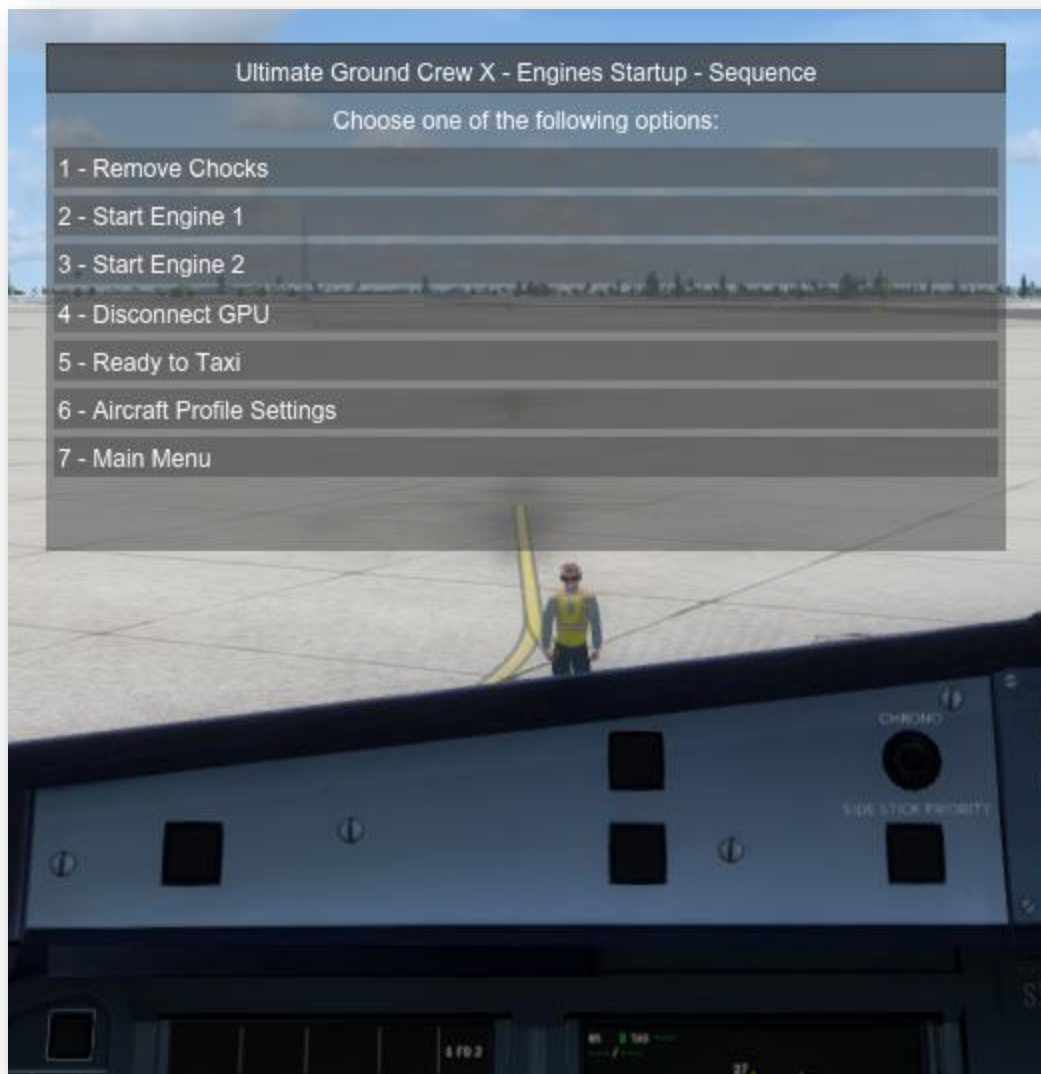 Ultimate Ground Crew X - Engines Startup - Sequence
Choose one of the following options:
1 - Remove Chocks
2 - Start Engine 1
3 - Start Engine 2
4 - Disconnect GPU
5 - Ready to Taxi
6 - Aircraft Profile Settings
7 - Main Menu
CHRONO
SIDE STICK PRIORITY
TAS